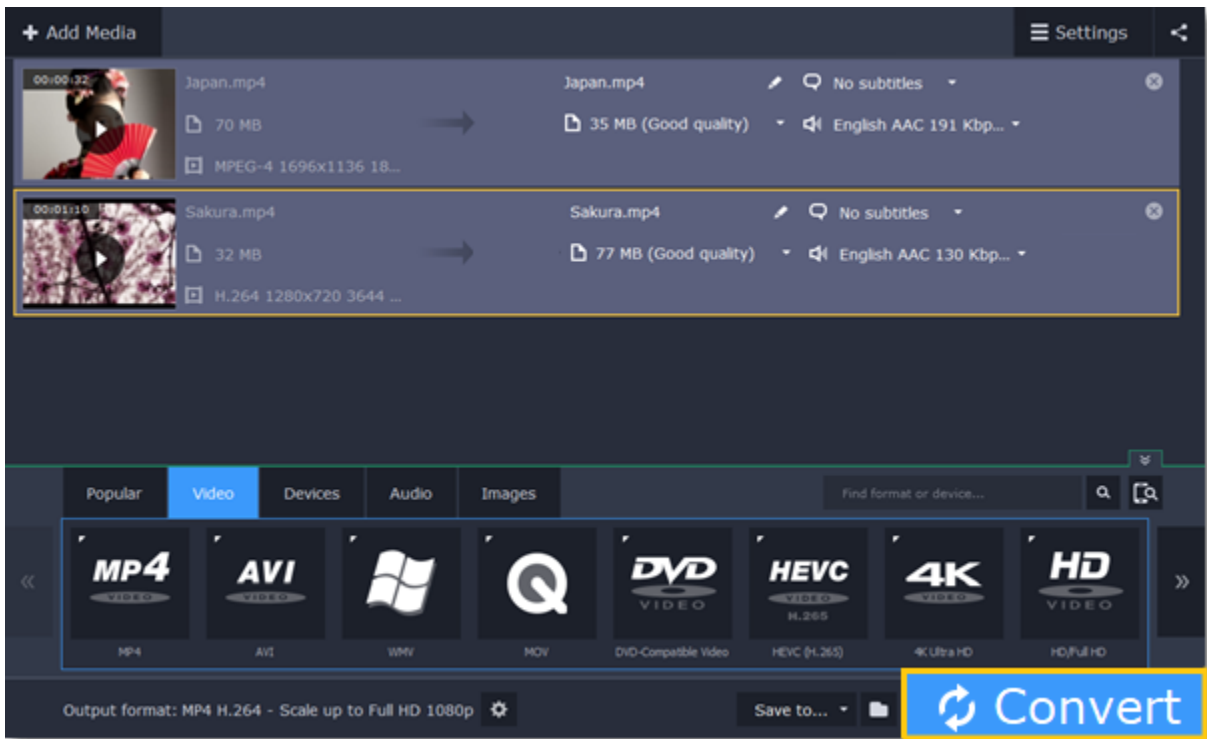 Add Media
Settings
00:00:32
Japan.mp4
Japan.mp4
No subtitles
70 MB
35 MB (Good quality)
English AAC 191 Kbp...
MPEG-4 1696x1136 18...
00:01:10
Sakura.mp4
Sakura.mp4
No subtitles
32 MB
77 MB (Good quality)
English AAC 130 Kbp...
H.264 1280x720 3644 ...
Popular
Video
Devices
Audio
Images
Find format or device...
MP4
VIDEO
AVI
VIDEO
DVD
VIDEO
HEVC
VIDEO
H.265
4K
VIDEO
HD
VIDEO
MP4
AVI
WMV
MOV
DVD-Compatible Video
HEVC (H.265)
4K Ultra HD
HD/Full HD
Output format: MP4 H.264 - Scale up to Full HD 1080p
Save to...
Convert